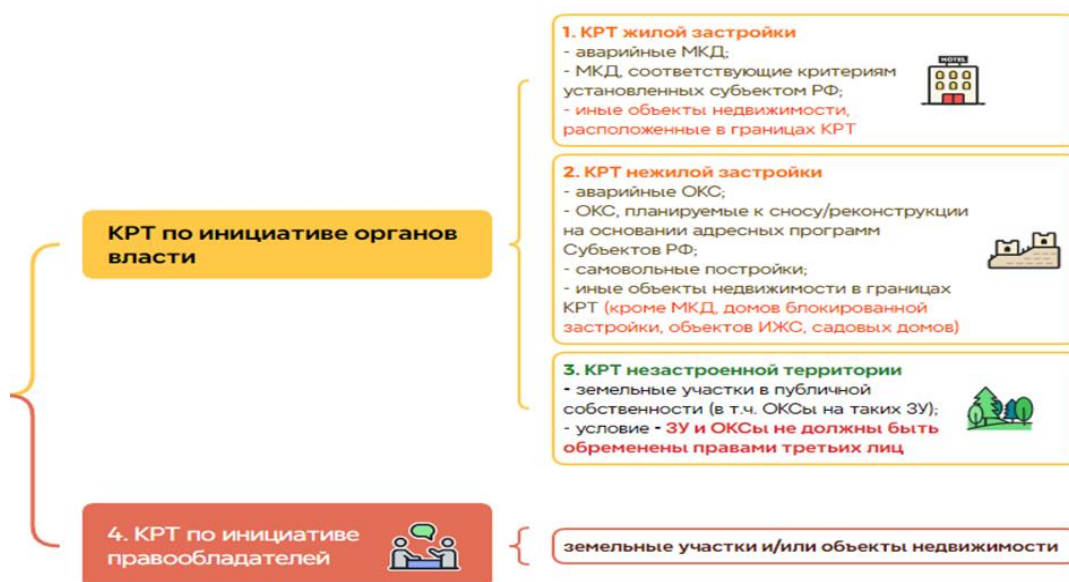 КРТ по инициативе органов
власти
1. КРТ жилой застройки
- аварийные МКД;
- МКД, соответствующие критериям
установленных субъектом РФ;
- иные объекты недвижимости,
расположенные в границах КРТ
HOTEL
2. КРТ нежилой застройки
- аварийные ОКС;
- ОКС, планируемые к сносу/реконструкции
на основании адресных программ
Субъектов РФ;
- самовольные постройки;
- иные объекты недвижимости в границах
КРТ (кроме МКД, домов блокированной
застройки, объектов ИЖС, садовых домов)
3. КРТ незастроенной территории
- земельные участки в публичной
собственности (в т.ч. ОКСы на таких ЗУ);
- условие - ЗУ и ОКСы не должны быть
обременены правами третьих лиц
4. КРТ по инициативе
правообладателей
земельные участки и/или объекты недвижимости